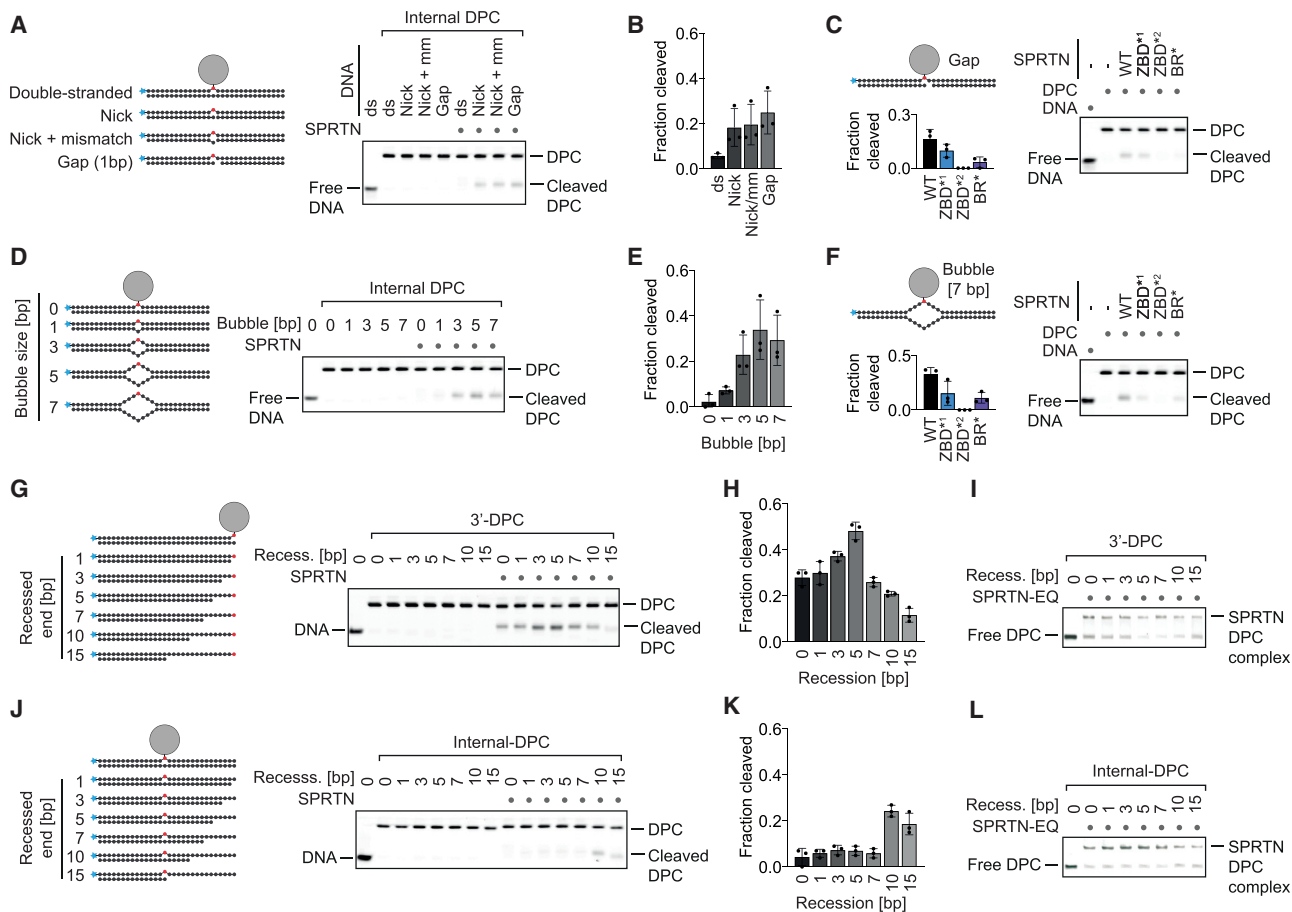 A
Double-stranded
Nick
Nick + mismatch
Gap (1bp)
Internal DPC
DNA
ds
ds
Nick
Nick + mm
Gap
ds
Nick
Nick + mm
Gap
SPRTN
DPC
Free
DNA
Cleaved
DPC
B
Fraction cleaved
0.6
0.4
0.2
0.0
ds
Nick
Nick/mm
Gap
C
Gap
Fraction
cleaved
0.3
0.0
WT
ZBD*1
ZBD*2
BR*
SPRTN
- - WT ZBD*1 ZBD*2 BR*
DPC
DNA
DPC
Free
DNA
Cleaved
DPC
D
Bubble size [bp]
0
1
3
5
7
Internal DPC
Bubble [bp] 0 0 1 3 5 7 0 1 3 5 7
SPRTN
DPC
Free
DNA
Cleaved
DPC
E
Fraction cleaved
0.6
0.4
0.2
0.0
0 1 3 5 7
Bubble [bp]
F
Bubble
[7 bp]
Fraction
cleaved
0.5
0.0
WT
ZBD*1
ZBD*2
BR*
SPRTN
- - WT ZBD*1 ZBD*2 BR*
DPC
DNA
DPC
Free
DNA
Cleaved
DPC
G
Recessed
end [bp]
1
3
5
7
10
15
3'-DPC
Recess. [bp] 0 0 1 3 5 7 10 15 0 1 3 5 7 10 15
SPRTN
DPC
DNA
Cleaved
DPC
H
Fraction cleaved
0.6
0.4
0.2
0.0
0 1 3 5 7 10 15
Recession [bp]
I
3'-DPC
Recess. [bp] 0 0 1 3 5 7 10 15
SPRTN-EQ
Free DPC
SPRTN
DPC
complex
J
Recessed
end [bp]
1
3
5
7
10
15
Internal-DPC
Recesss. [bp] 0 0 1 3 5 7 10 15 0 1 3 5 7 10 15
SPRTN
DPC
DNA
Cleaved
DPC
K
Fraction cleaved
0.6
0.4
0.2
0.0
0 1 3 5 7 10 15
Recession [bp]
L
Internal-DPC
Recess. [bp] 0 0 1 3 5 7 10 15
SPRTN-EQ
Free DPC
SPRTN
DPC
complex